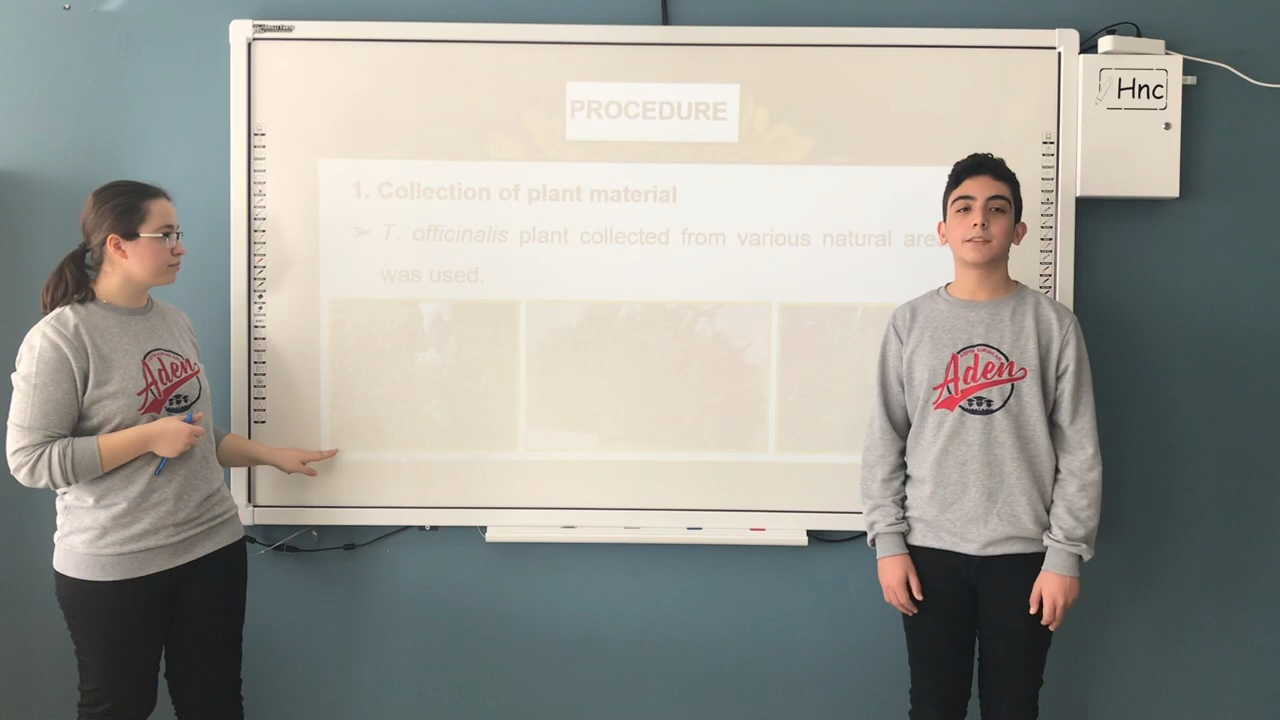 PROCEDURE
Hnc
1. Collection of plant material
➢ T. officinalis plant collected from various natural are
was used.
Aden
Aden